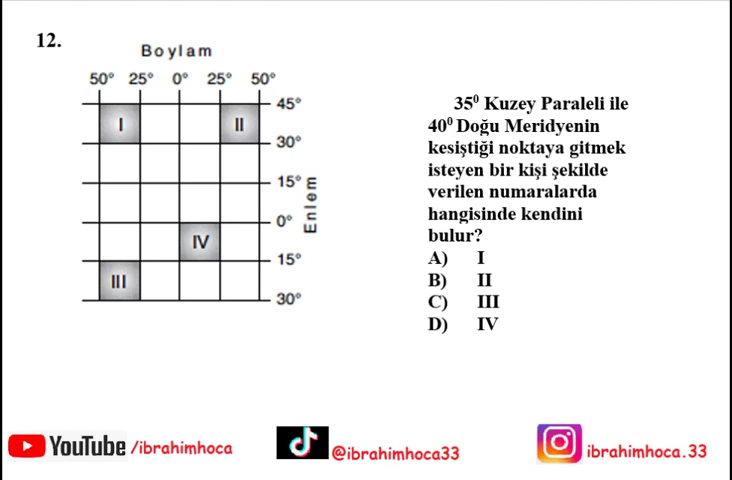 12.
Boylam
50° 25° 0° 25° 50°
45°
I II
30°
15°
Enlem
0°
IV
15°
III
30°
35⁰ Kuzey Paraleli ile
40⁰ Doğu Meridyenin
kesiştiği noktaya gitmek
isteyen bir kişi şekilde
verilen numaralarda
hangisinde kendini
bulur?
A) I
B) II
C) III
D) IV
YouTube /ibrahimhoca
@ibrahimhoca33
ibrahimhoca.33